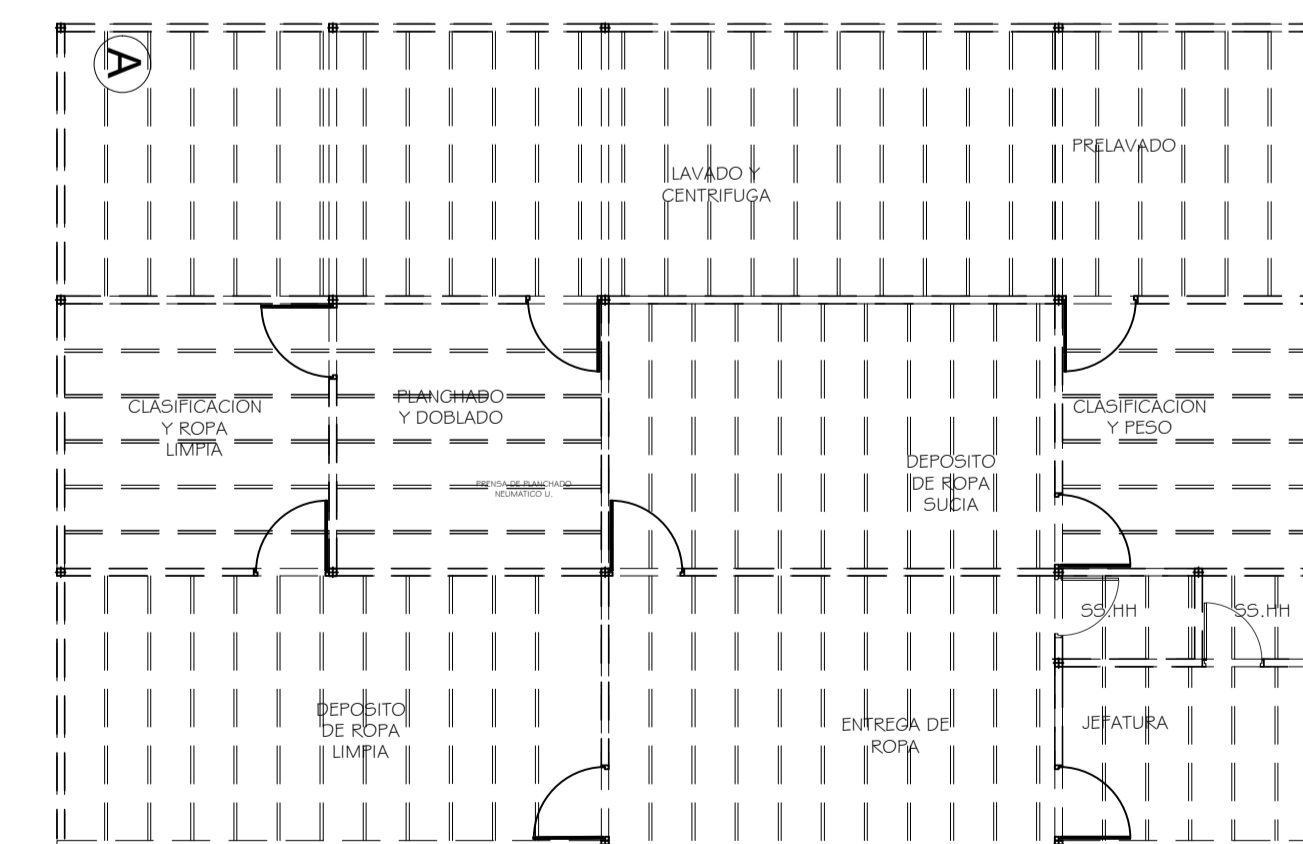 A
PRELAVADO
LAVADO Y
CENTRIFUGA
CLASIFICACION
Y ROPA
LIMPIA
PLANCHADO
Y DOBLADO
PRENSA DE PLANCHADO
NEUMATICO U.
DEPOSITO
DE ROPA
SUCIA
CLASIFICACION
Y PESO
SS.HH
SS.HH
DEPOSITO
DE ROPA
LIMPIA
ENTREGA DE
ROPA
JEFATURA